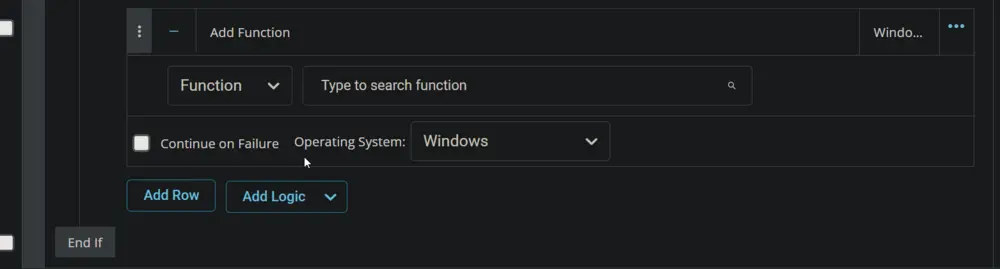 Add Function
Windo...
Function
Type to search function
Continue on Failure
Operating System:
Windows
Add Row
Add Logic
End If